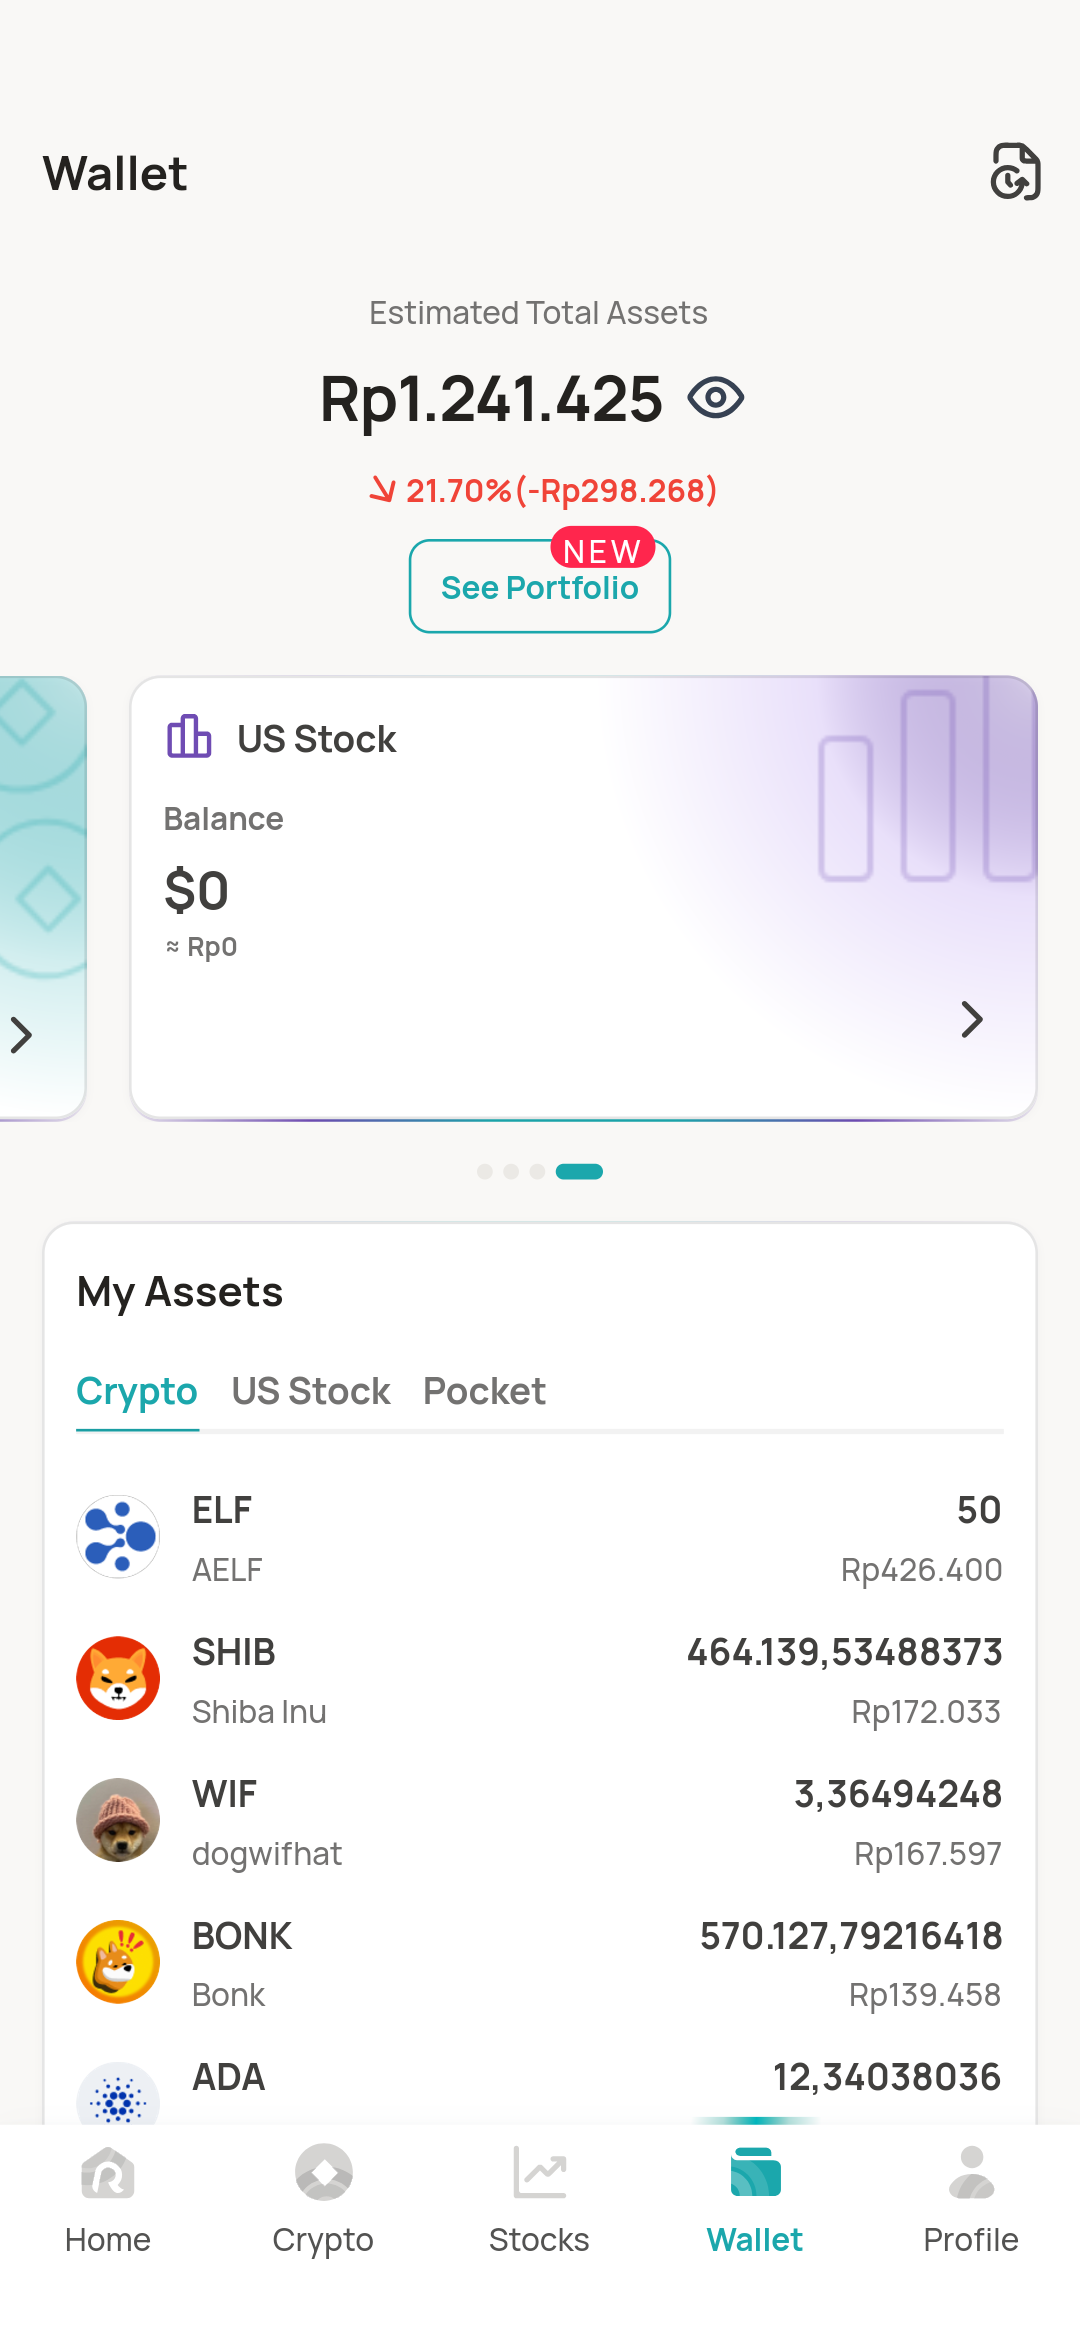 Wallet
Estimated Total Assets
Rp1.241.425
21.70%(-Rp298.268)
NEW
See Portfolio
US Stock
Balance
$0
≈ Rp0
My Assets
Crypto US Stock Pocket
ELF 50
AELF Rp426.400
SHIB 464.139,53488373
Shiba Inu Rp172.033
WIF 3,36494248
dogwifhat Rp167.597
BONK 570.127,79216418
Bonk Rp139.458
ADA 12,34038036
Home Crypto Stocks Wallet Profile